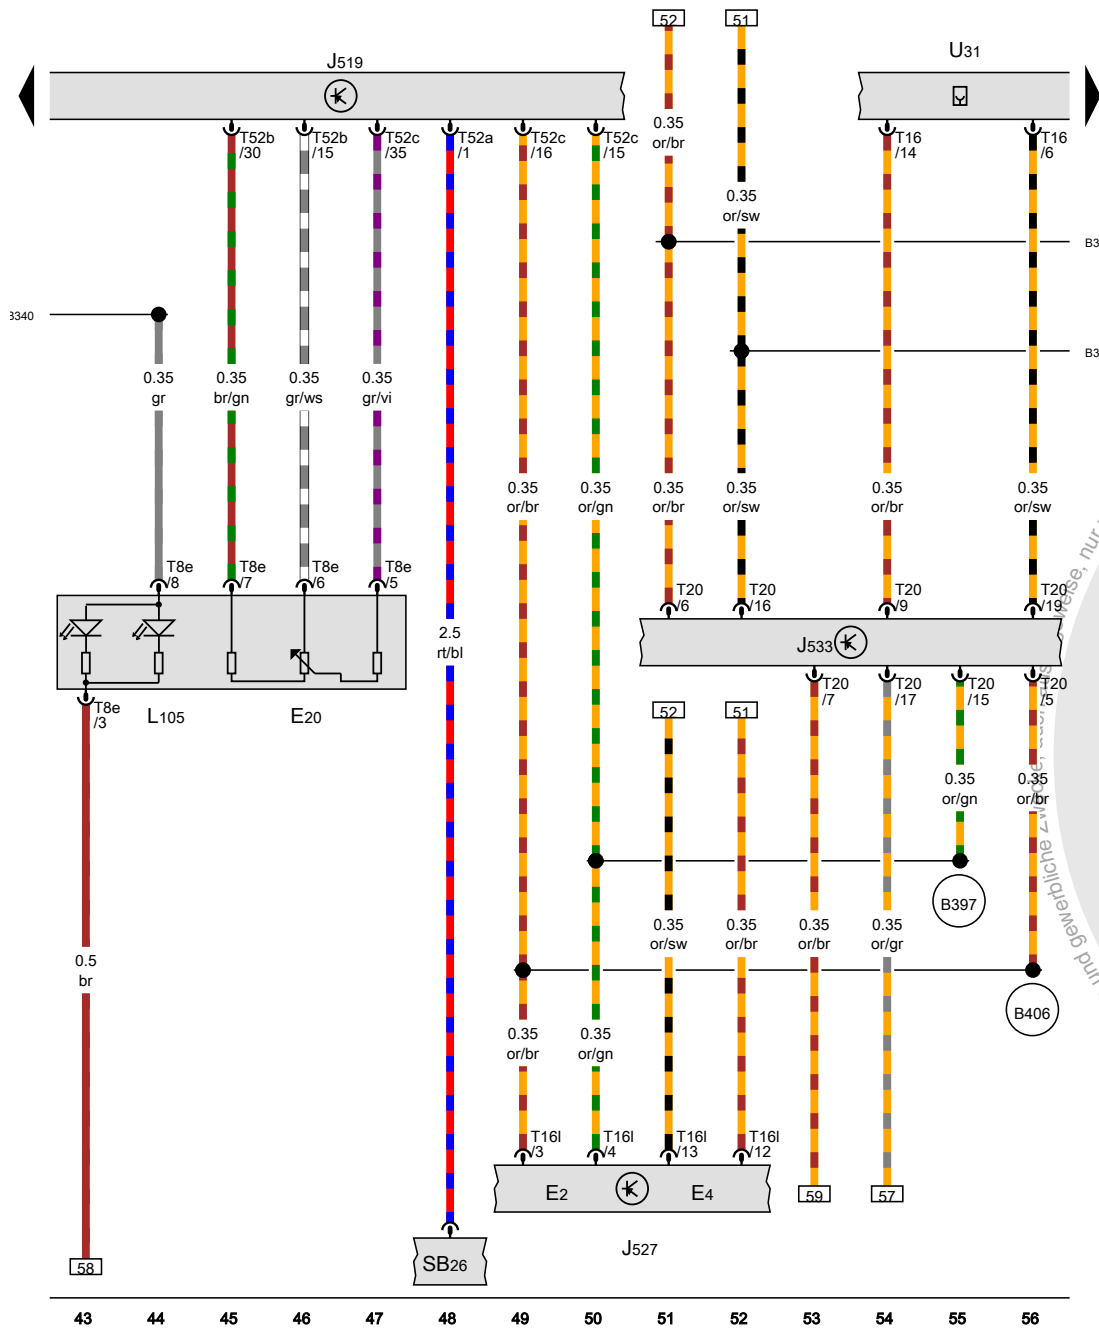 52
51
J519
U31
T52b
/30
T52b
/15
T52c
/35
T52a
/1
T52c
/16
T52c
/15
T16
/14
T16
/6
0.35
or/br
0.35
or/sw
B3
B340
B3
0.35
gr
0.35
br/gn
0.35
gr/ws
0.35
gr/vi
0.35
or/br
0.35
or/gn
0.35
or/br
0.35
or/sw
0.35
or/br
0.35
or/sw
T8e
/8
T8e
/7
T8e
/6
T8e
/5
T20
/6
T20
/16
T20
/9
T20
/19
2.5
rt/bl
J533
T8e
/3
L105
E20
52
51
T20
/7
T20
/17
T20
/15
T20
/5
0.35
or/gn
0.35
or/br
B397
0.35
or/sw
0.35
or/br
0.35
or/br
0.35
or/gr
0.5
br
B406
0.35
or/br
0.35
or/gn
T16l
/3
T16l
/4
T16l
/13
T16l
/12
E2
E4
59
57
J527
58
SB26
43 44 45 46 47 48 49 50 51 52 53 54 55 56
und gewerbliche Zwecke, auch auszugsweise, nur